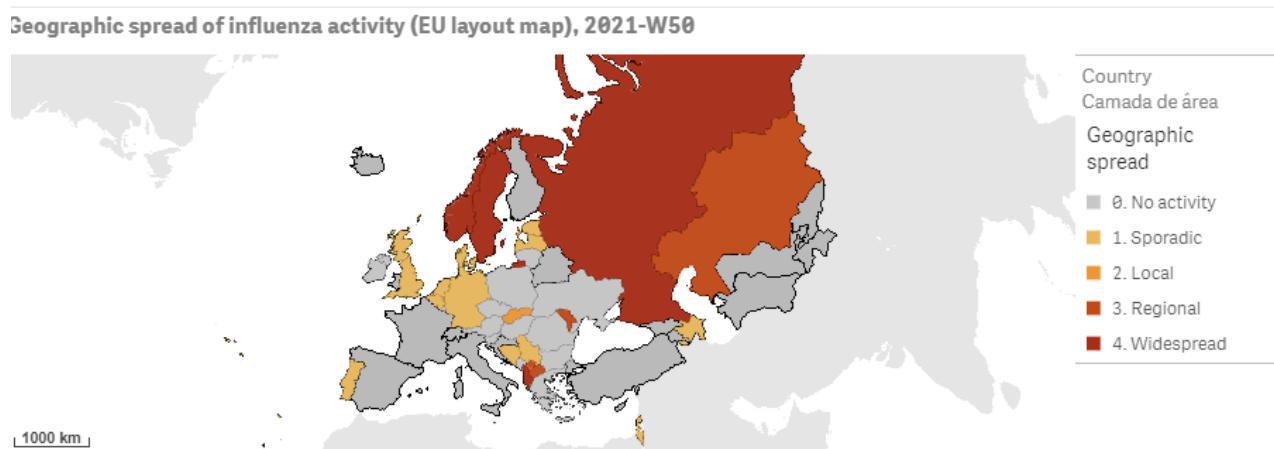 Geographic spread of influenza activity (EU layout map), 2021-W50
Country
Camada de área
Geographic
spread
0. No activity
1. Sporadic
2. Local
3. Regional
4. Widespread
1000 km